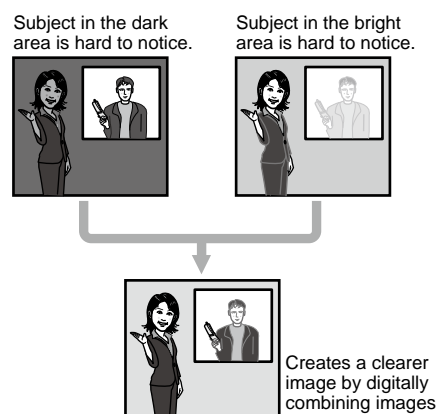 Subject in the dark
area is hard to notice.
Subject in the bright
area is hard to notice.
Creates a clearer
image by digitally
combining images